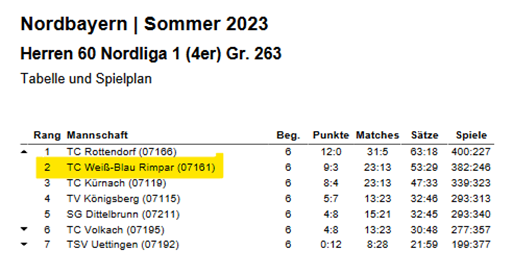 Nordbayern | Sommer 2023
Herren 60 Nordliga 1 (4er) Gr. 263
Tabelle und Spielplan
Rang Mannschaft Beg. Punkte Matches Sätze Spiele
1 TC Rottendorf (07166) 6 12:0 31:5 63:18 400:227
2 TC Weiß-Blau Rimpar (07161) 6 9:3 23:13 53:29 382:246
3 TC Kürnach (07119) 6 8:4 23:13 47:33 339:323
4 TV Königsberg (07115) 6 5:7 13:23 32:46 293:313
5 SG Dittelbrunn (07211) 6 4:8 15:21 32:45 293:340
6 TC Volkach (07195) 6 4:8 13:23 30:48 277:357
7 TSV Uettingen (07192) 6 0:12 8:28 21:59 199:377